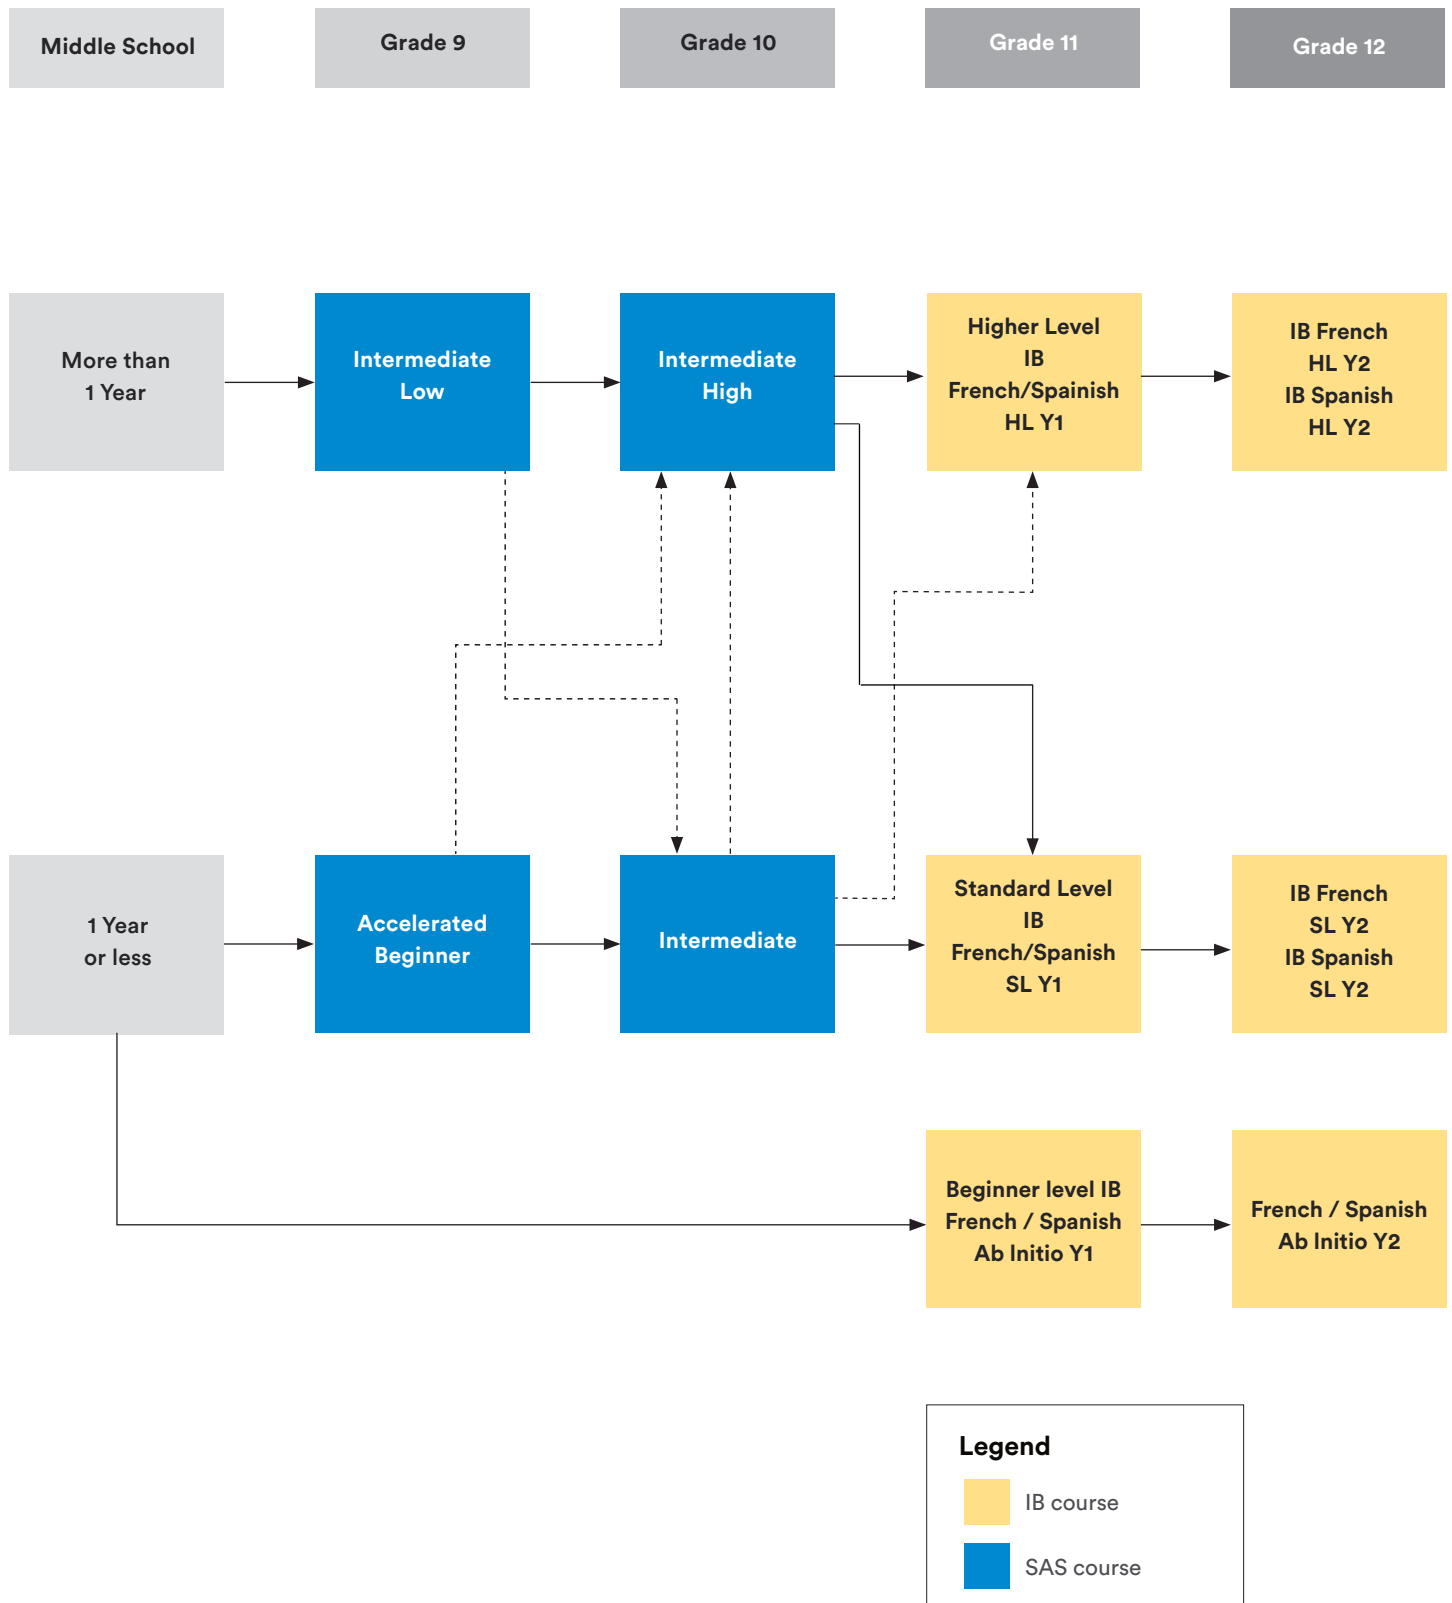 Middle School
Grade 9
Grade 10
Grade 11
Grade 12
More than
1 Year
Intermediate
Low
Intermediate
High
Higher Level
IB
French/Spainish
HL Y1
IB French
HL Y2
IB Spanish
HL Y2
1 Year
or less
Accelerated
Beginner
Intermediate
Standard Level
IB
French/Spanish
SL Y1
IB French
SL Y2
IB Spanish
SL Y2
Beginner level IB
French / Spanish
Ab Initio Y1
French / Spanish
Ab Initio Y2
Legend
IB course
SAS course